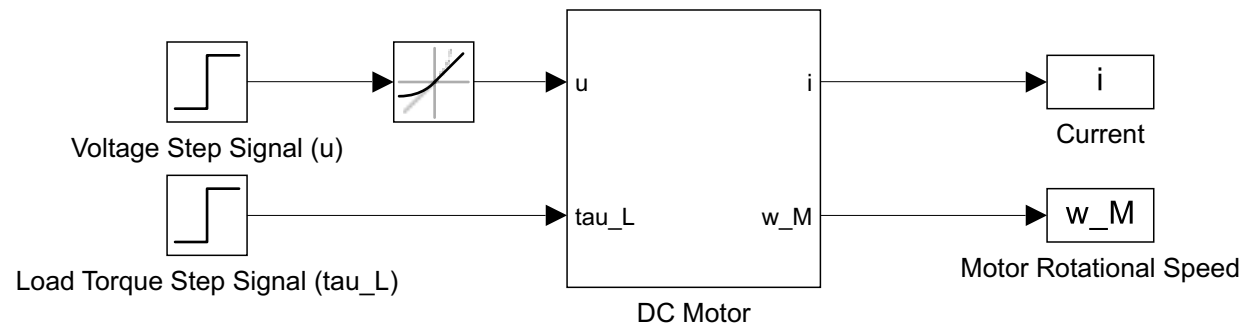 u
i
i
Voltage Step Signal (u)
Current
tau_L
w_M
w_M
Load Torque Step Signal (tau_L)
Motor Rotational Speed
DC Motor